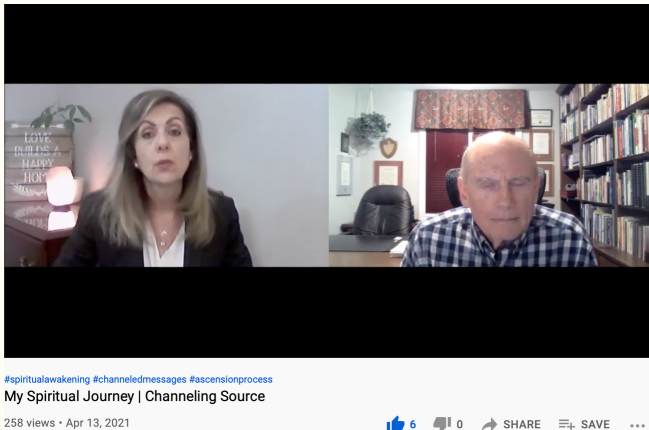 LOVE
BUILDS A
HAPPY
#spiritualawakening #channeledmessages #ascensionprocess
My Spiritual Journey | Channeling Source
258 views • Apr 13, 2021
6 0 SHARE SAVE